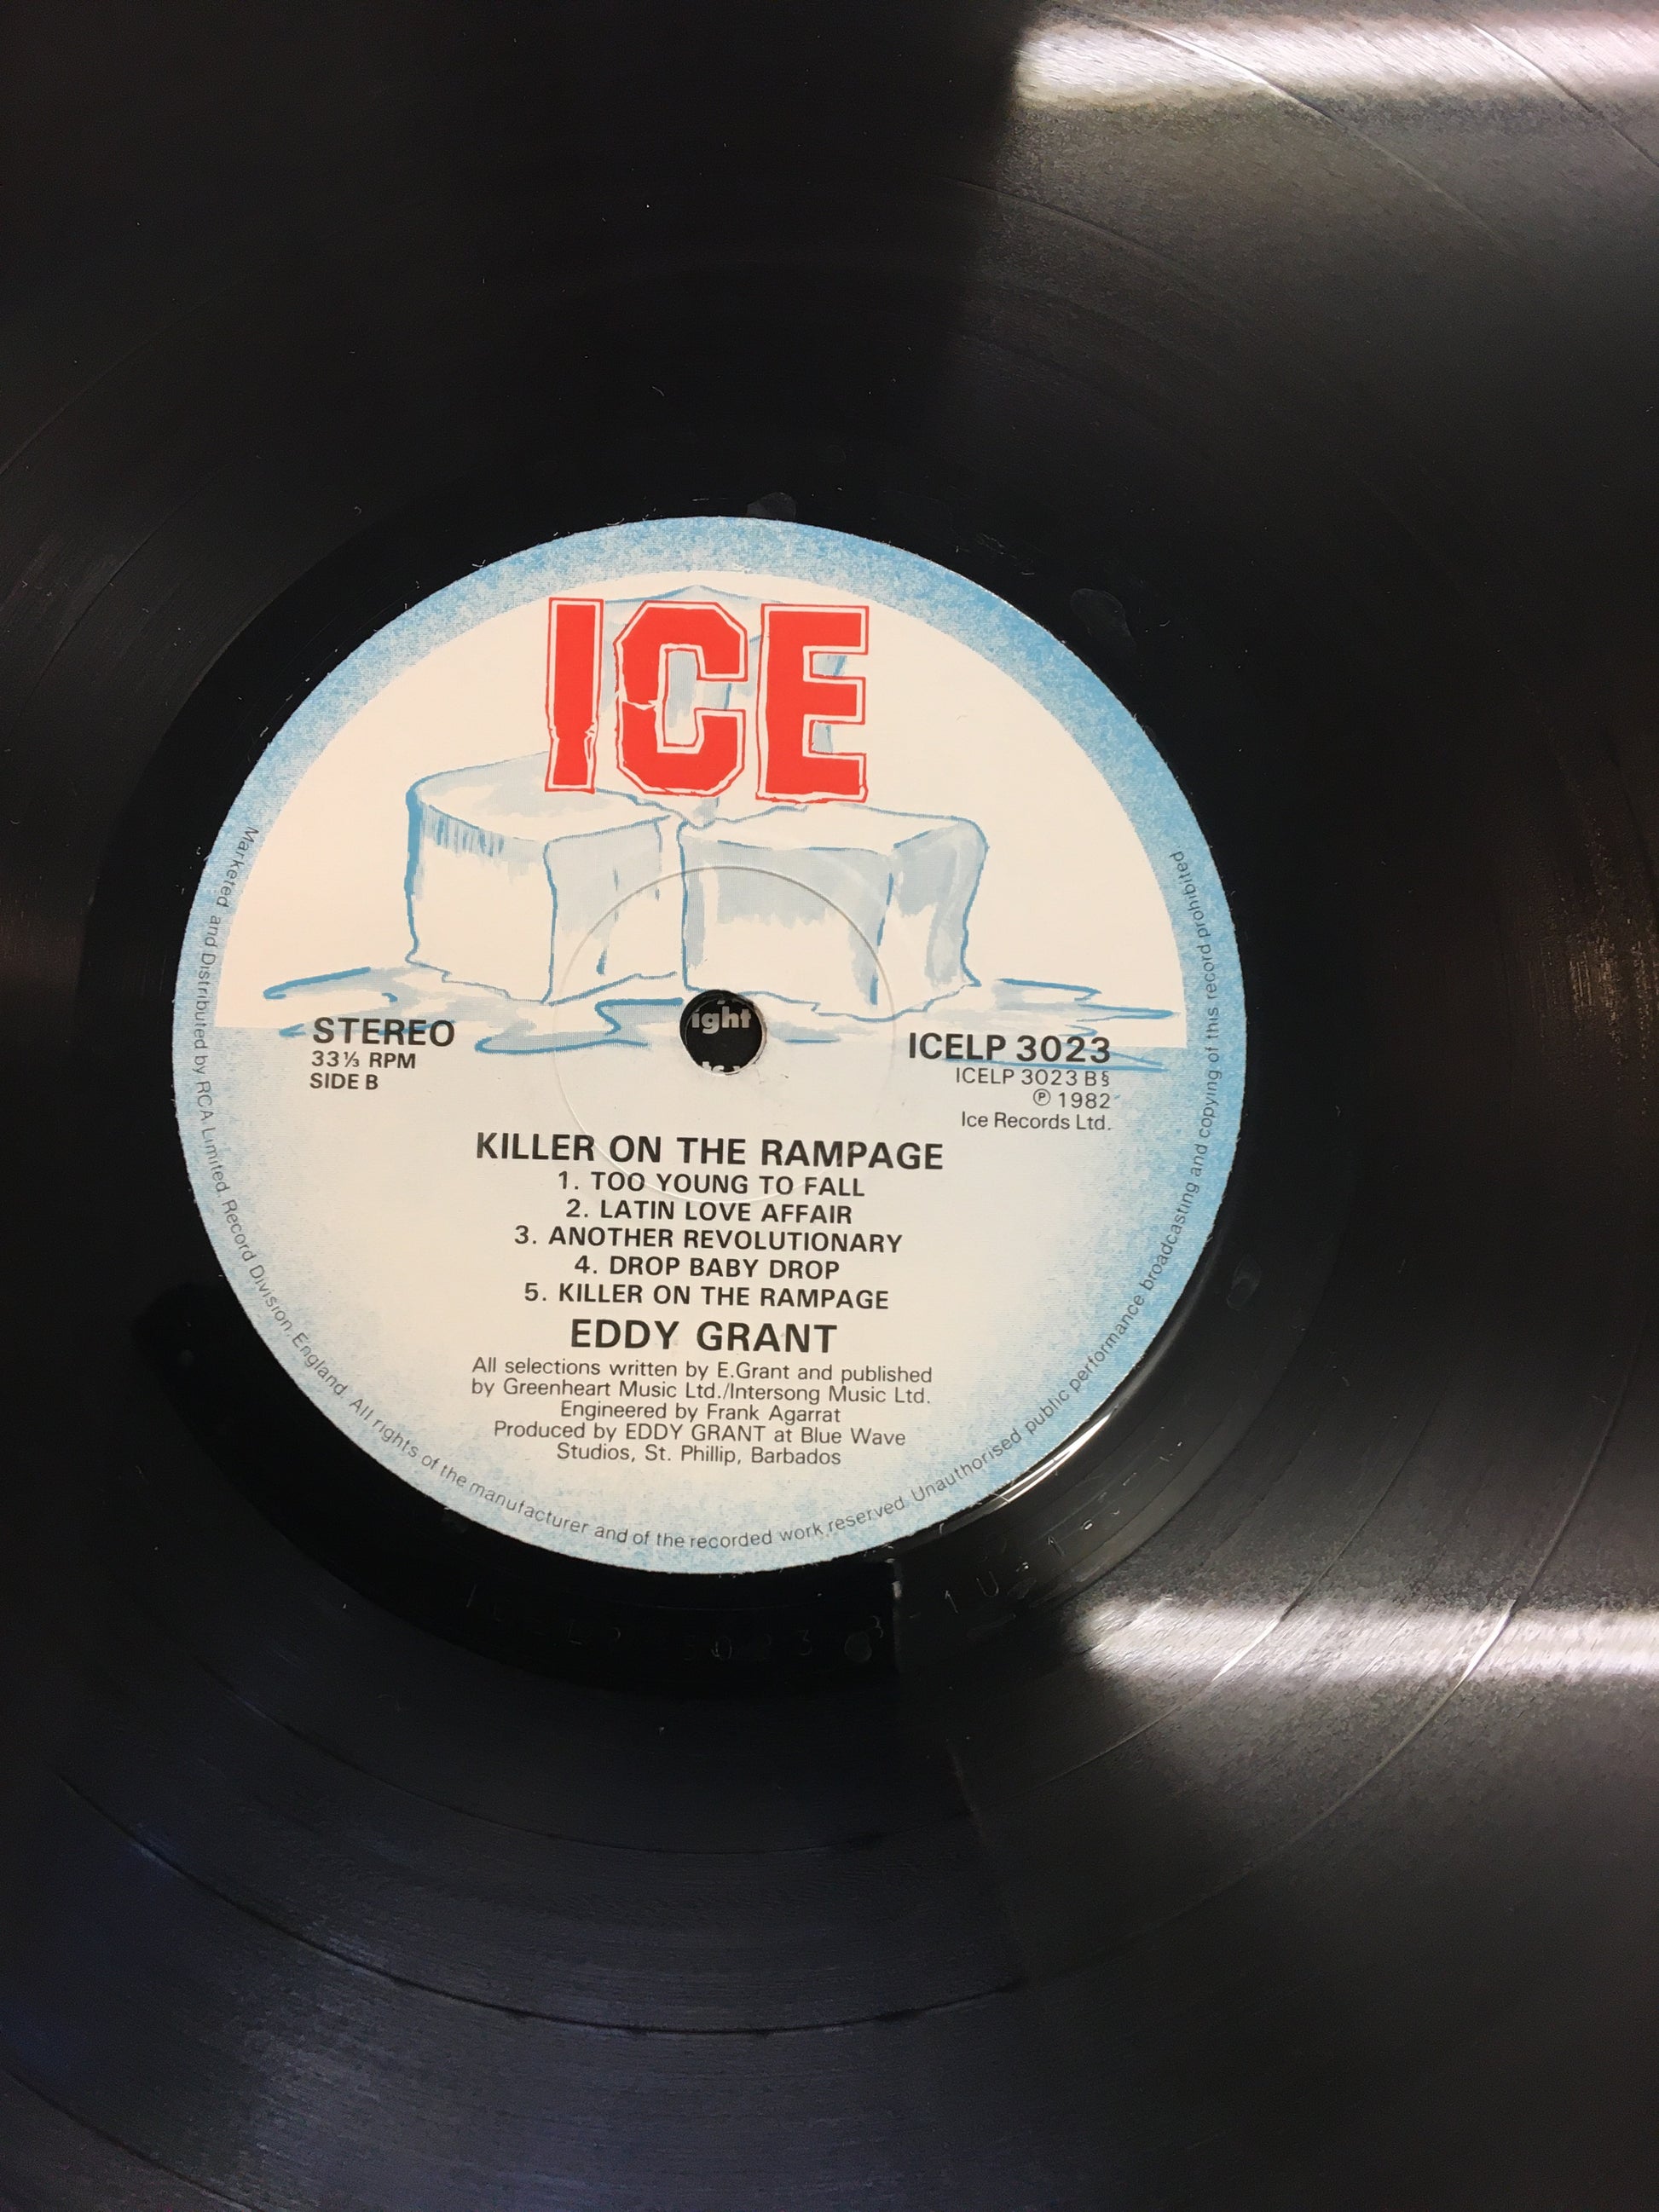 ICE
ight
STEREO
33⅓ RPM
SIDE B
ICELP 3023
ICELP 3023 B§
℗ 1982
Ice Records Ltd.
KILLER ON THE RAMPAGE
1. TOO YOUNG TO FALL
2. LATIN LOVE AFFAIR
3. ANOTHER REVOLUTIONARY
4. DROP BABY DROP
5. KILLER ON THE RAMPAGE
EDDY GRANT
All selections written by E.Grant and published
by Greenheart Music Ltd./Intersong Music Ltd.
Engineered by Frank Agarrat
Produced by EDDY GRANT at Blue Wave
Studios, St. Phillip, Barbados
Marketed and Distributed by RCA Limited. Record Division. England. All rights of the manufacturer and of the recorded work reserved. Unauthorised public performance broadcasting and copying of this record prohibited